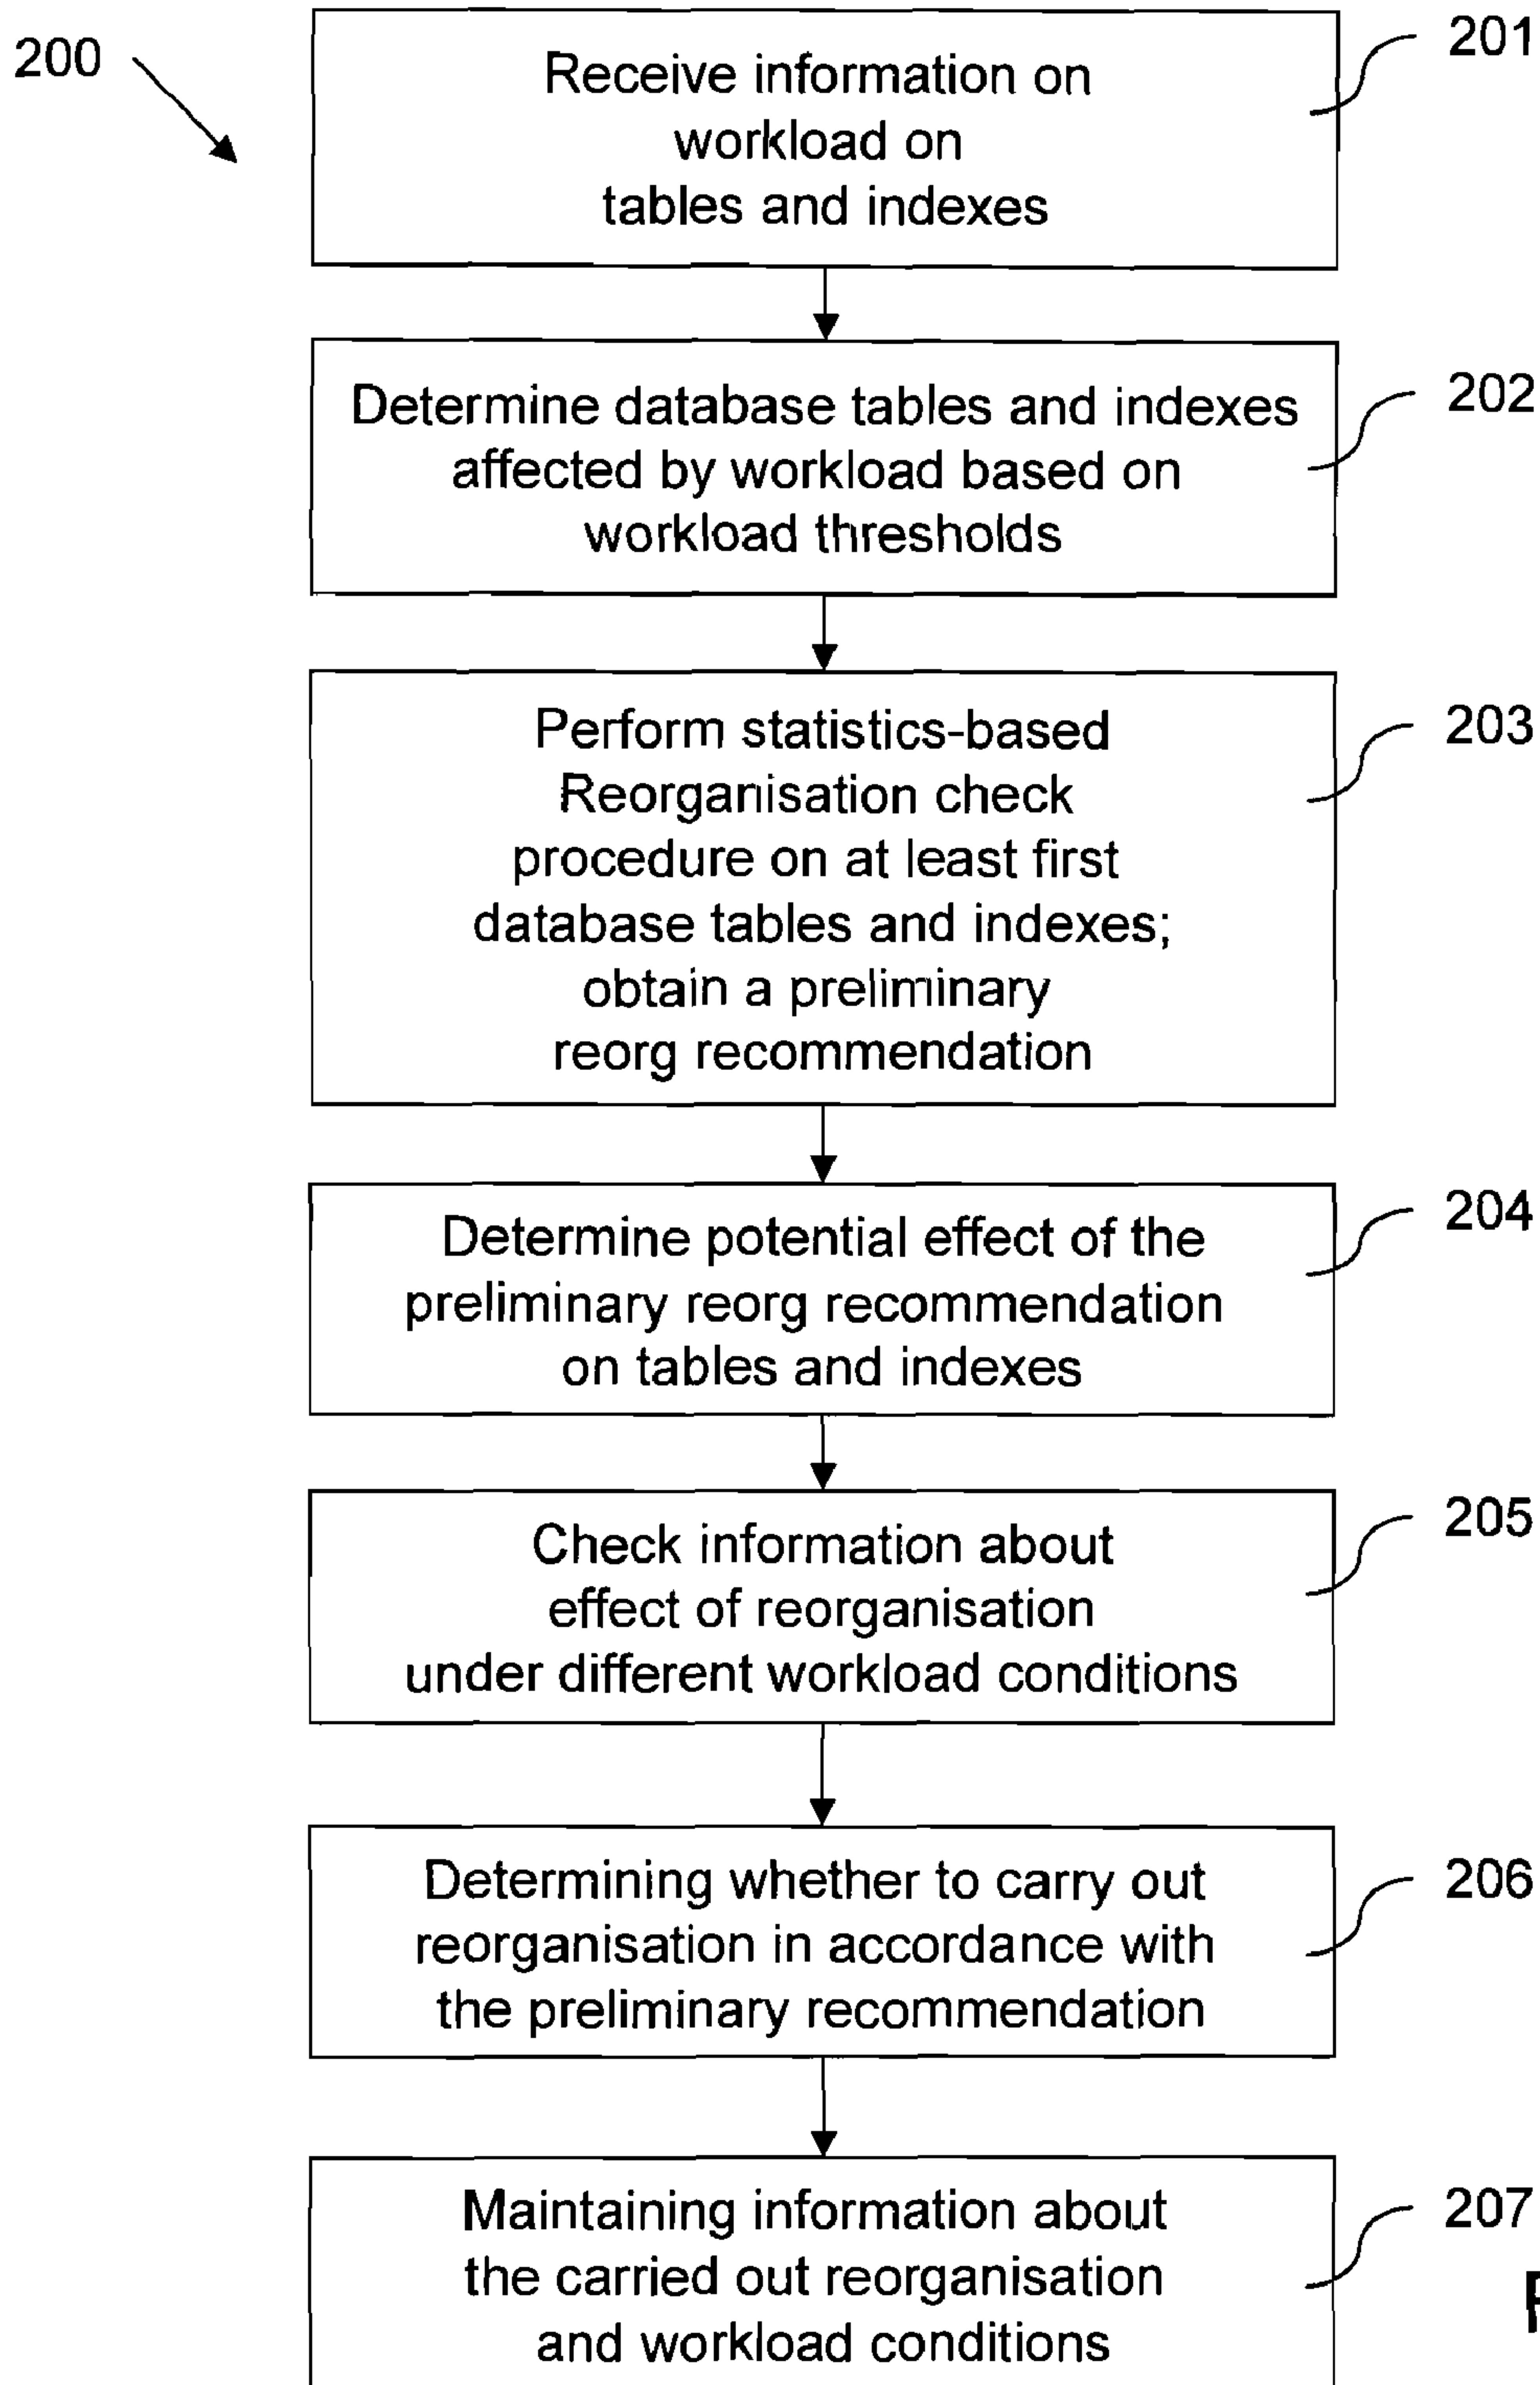 200
Receive information on
workload on
tables and indexes
201
Determine database tables and indexes
affected by workload based on
workload thresholds
202
Perform statistics-based
Reorganisation check
procedure on at least first
database tables and indexes;
obtain a preliminary
reorg recommendation
203
Determine potential effect of the
preliminary reorg recommendation
on tables and indexes
204
Check information about
effect of reorganisation
under different workload conditions
205
Determining whether to carry out
reorganisation in accordance with
the preliminary recommendation
206
Maintaining information about
the carried out reorganisation
and workload conditions
207